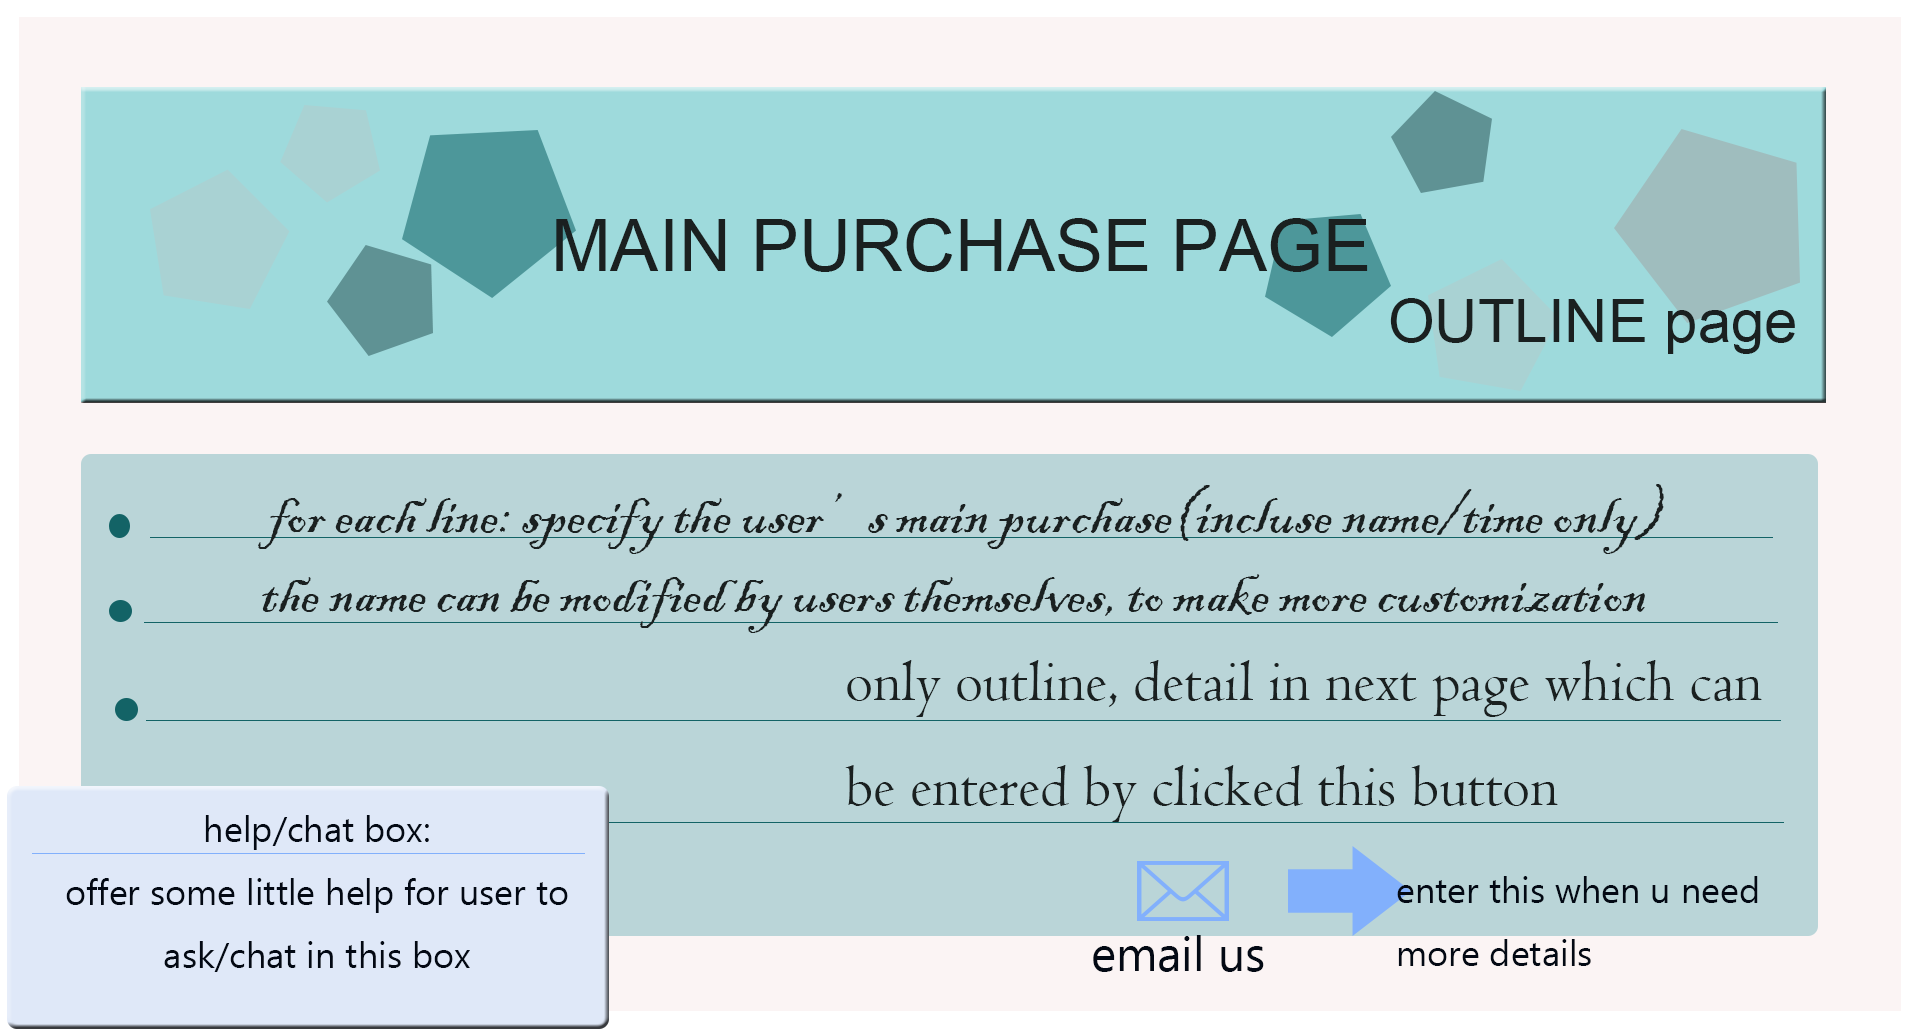 MAIN PURCHASE PAGE
OUTLINE page
for each line: specify the user’s main purchase(incluse name/time only)
the name can be modified by users themselves, to make more customization
only outline, detail in next page which can
be entered by clicked this button
help/chat box:
offer some little help for user to
ask/chat in this box
email us
enter this when u need
more details